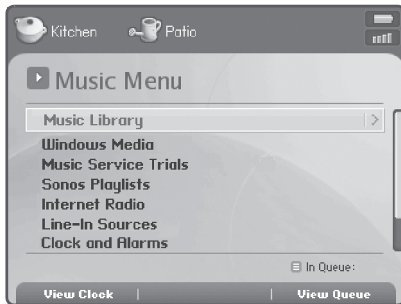 Kitchen Patio
Music Menu
Music Library
Windows Media
Music Service Trials
Sonos Playlists
Internet Radio
Line-In Sources
Clock and Alarms
In Queue:
View Clock View Queue